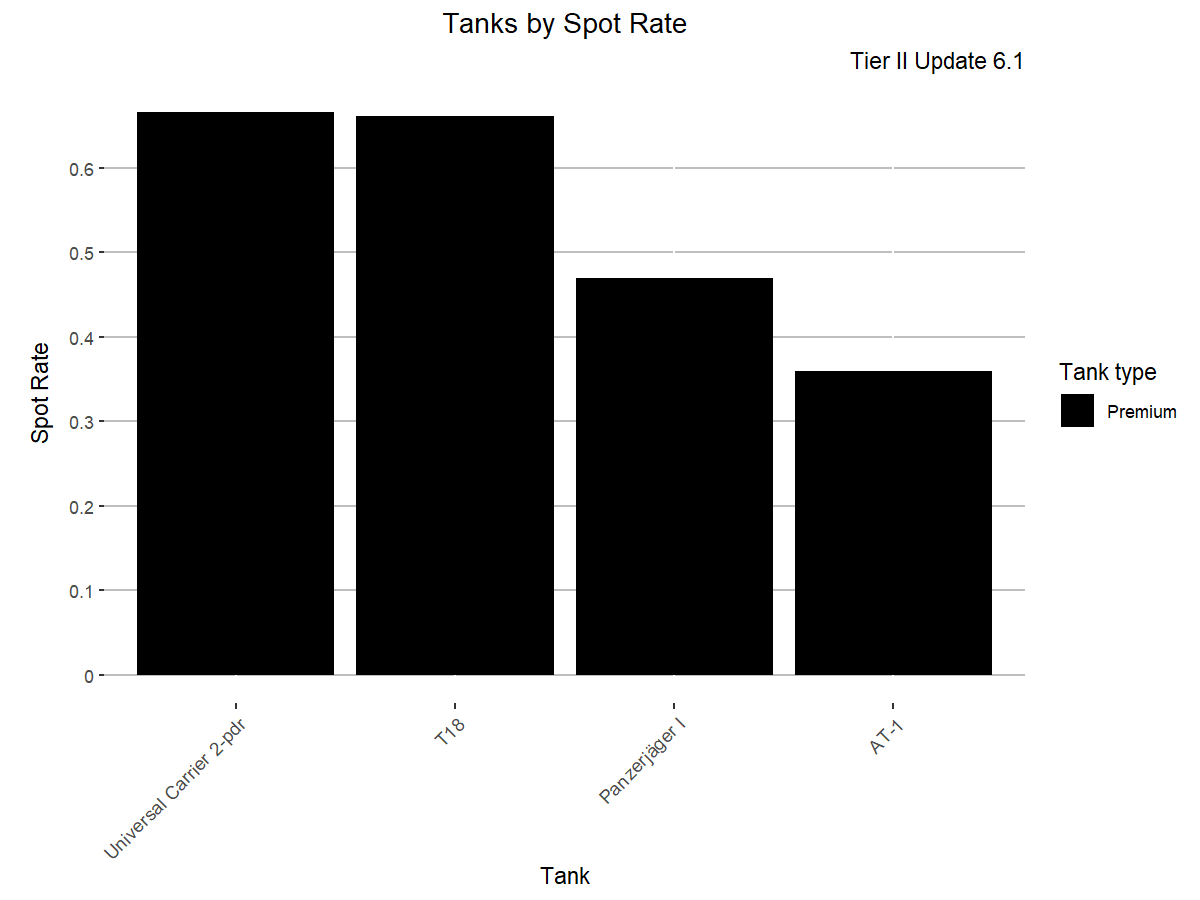 Tanks by Spot Rate
Tier II Update 6.1
0.6
0.5
0.4
0.3
0.2
0.1
0
Spot Rate
Universal Carrier 2-pdr
T18
Panzerjäger I
AT-1
Tank
Tank type
Premium